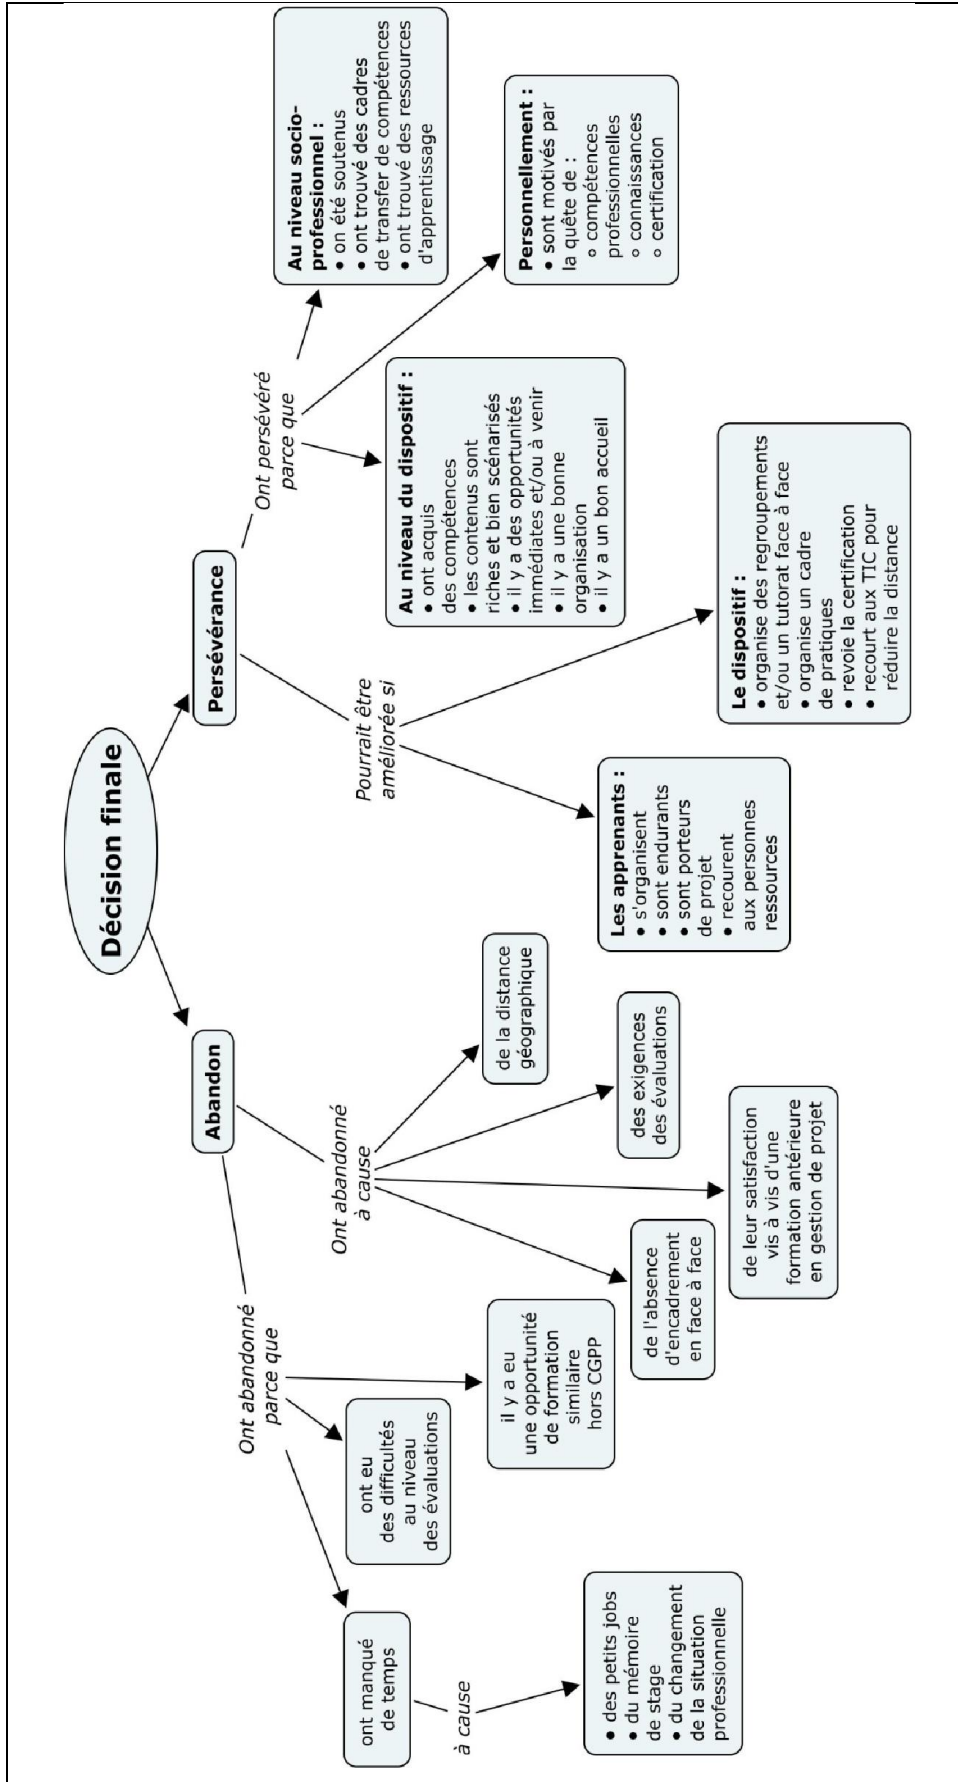 Décision finale
Abandon
Persévérance
Ont abandonné
parce que
Ont abandonné
à cause
Pourrait être
améliorée si
Ont persévéré
parce que
ont manqué
de temps
à cause
• des petits jobs
• du mémoire
de stage
• du changement
de la situation
professionnelle
ont eu
des difficultés
au niveau
des évaluations
il y a eu
une opportunité
de formation
similaire
hors CGPP
de l'absence
d'encadrement
en face à face
de leur satisfaction
vis à vis d'une
formation antérieure
en gestion de projet
des exigences
des évaluations
de la distance
géographique
Les apprenants :
• s'organisent
• sont endurants
• sont porteurs
de projet
• recourent
aux personnes
ressources
Le dispositif :
• organise des regroupements
et/ou un tutorat face à face
• organise un cadre
de pratiques
• revoie la certification
• recourt aux TIC pour
réduire la distance
Au niveau du dispositif :
• ont acquis
des compétences
• les contenus sont
riches et bien scénarisés
• il y a des opportunités
immédiates et/ou à venir
• il y a une bonne
organisation
• il y a un bon accueil
Personnellement :
• sont motivés par
la quête de :
o compétences
professionnelles
o connaissances
o certification
Au niveau socio-
professionnel :
• on été soutenus
• ont trouvé des cadres
de transfer de compétences
• ont trouvé des ressources
d'apprentissage